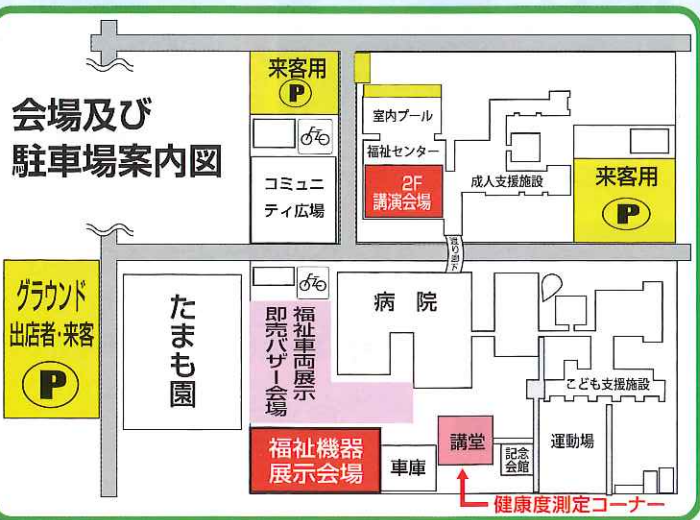 会場及び
駐車場案内図
来客用
P
コミュニ
ティ広場
室内プール
福祉センター
2F
講演会場
成人支援施設
来客用
P
渡り廊下
グラウンド
出店者・来客
P
たまも園
福祉車両展示
即売バザー会場
病院
こども支援施設
福祉機器
展示会場
車庫
講堂
記念
会館
運動場
健康度測定コーナー